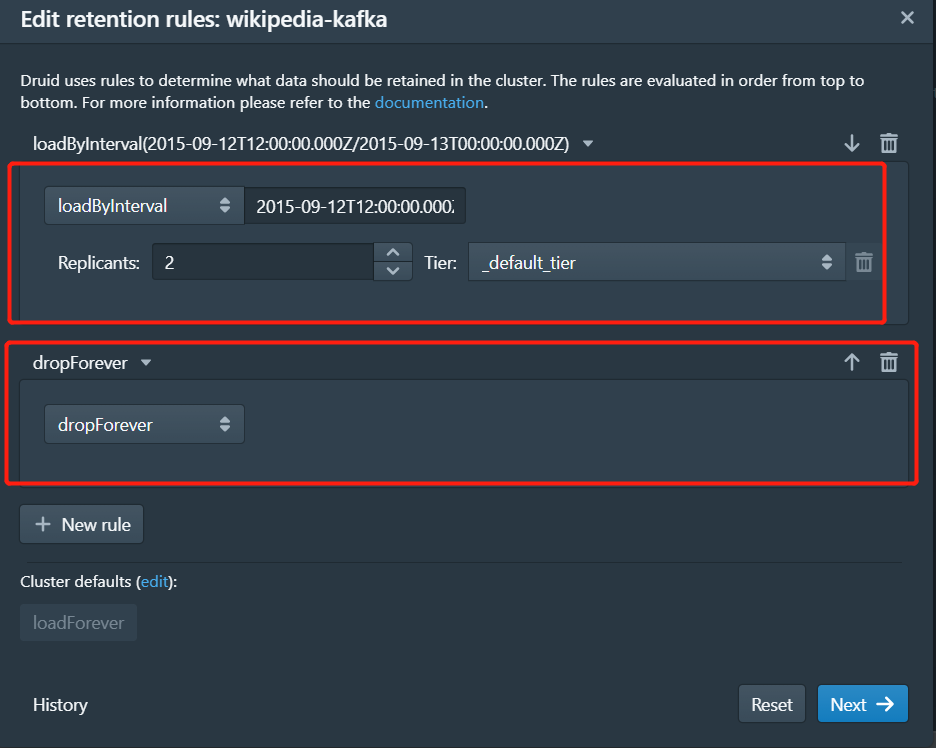 Edit retention rules: wikipedia-kafka
Druid uses rules to determine what data should be retained in the cluster. The rules are evaluated in order from top to
bottom. For more information please refer to the documentation.
loadByInterval(2015-09-12T12:00:00.000Z/2015-09-13T00:00:00.000Z)
loadByInterval 2015-09-12T12:00:00.000Z
Replicants: 2 Tier: _default_tier
dropForever
dropForever
New rule
Cluster defaults (edit):
loadForever
History Reset Next